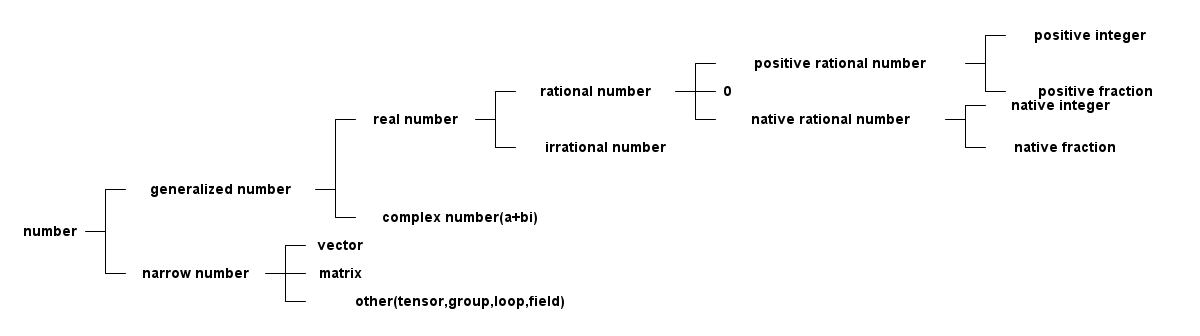 number
generalized number
real number
rational number
positive rational number
positive integer
positive fraction
0
native rational number
native integer
native fraction
irrational number
complex number(a+bi)
narrow number
vector
matrix
other(tensor,group,loop,field)